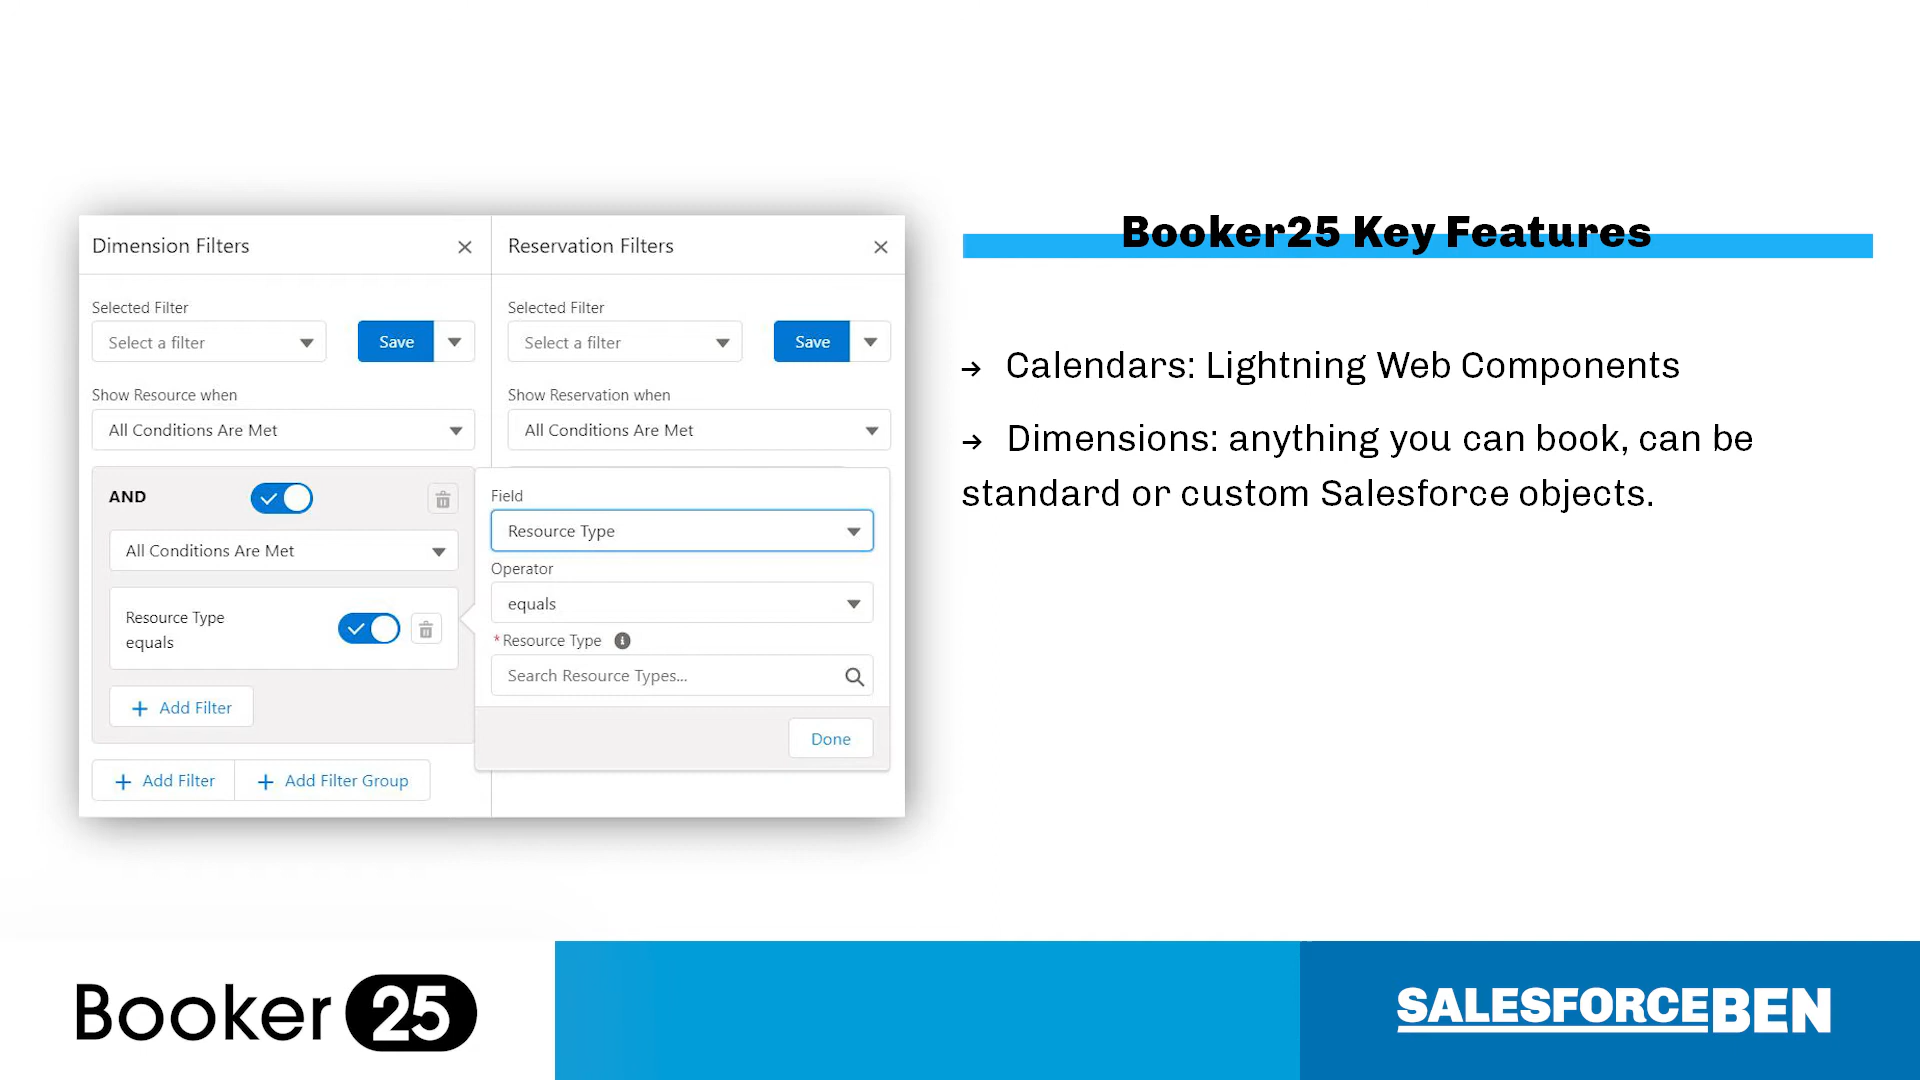 Booker25 Key Features
Dimension Filters
Selected Filter
Select a filter
Save
Show Resource when
All Conditions Are Met
AND
All Conditions Are Met
Resource Type
equals
+ Add Filter
+ Add Filter
+ Add Filter Group
Reservation Filters
Selected Filter
Select a filter
Save
Show Reservation when
All Conditions Are Met
Field
Resource Type
Operator
equals
*Resource Type
Search Resource Types...
Done
→ Calendars: Lightning Web Components
→ Dimensions: anything you can book, can be
standard or custom Salesforce objects.
Booker 25
SALESFORCEBEN